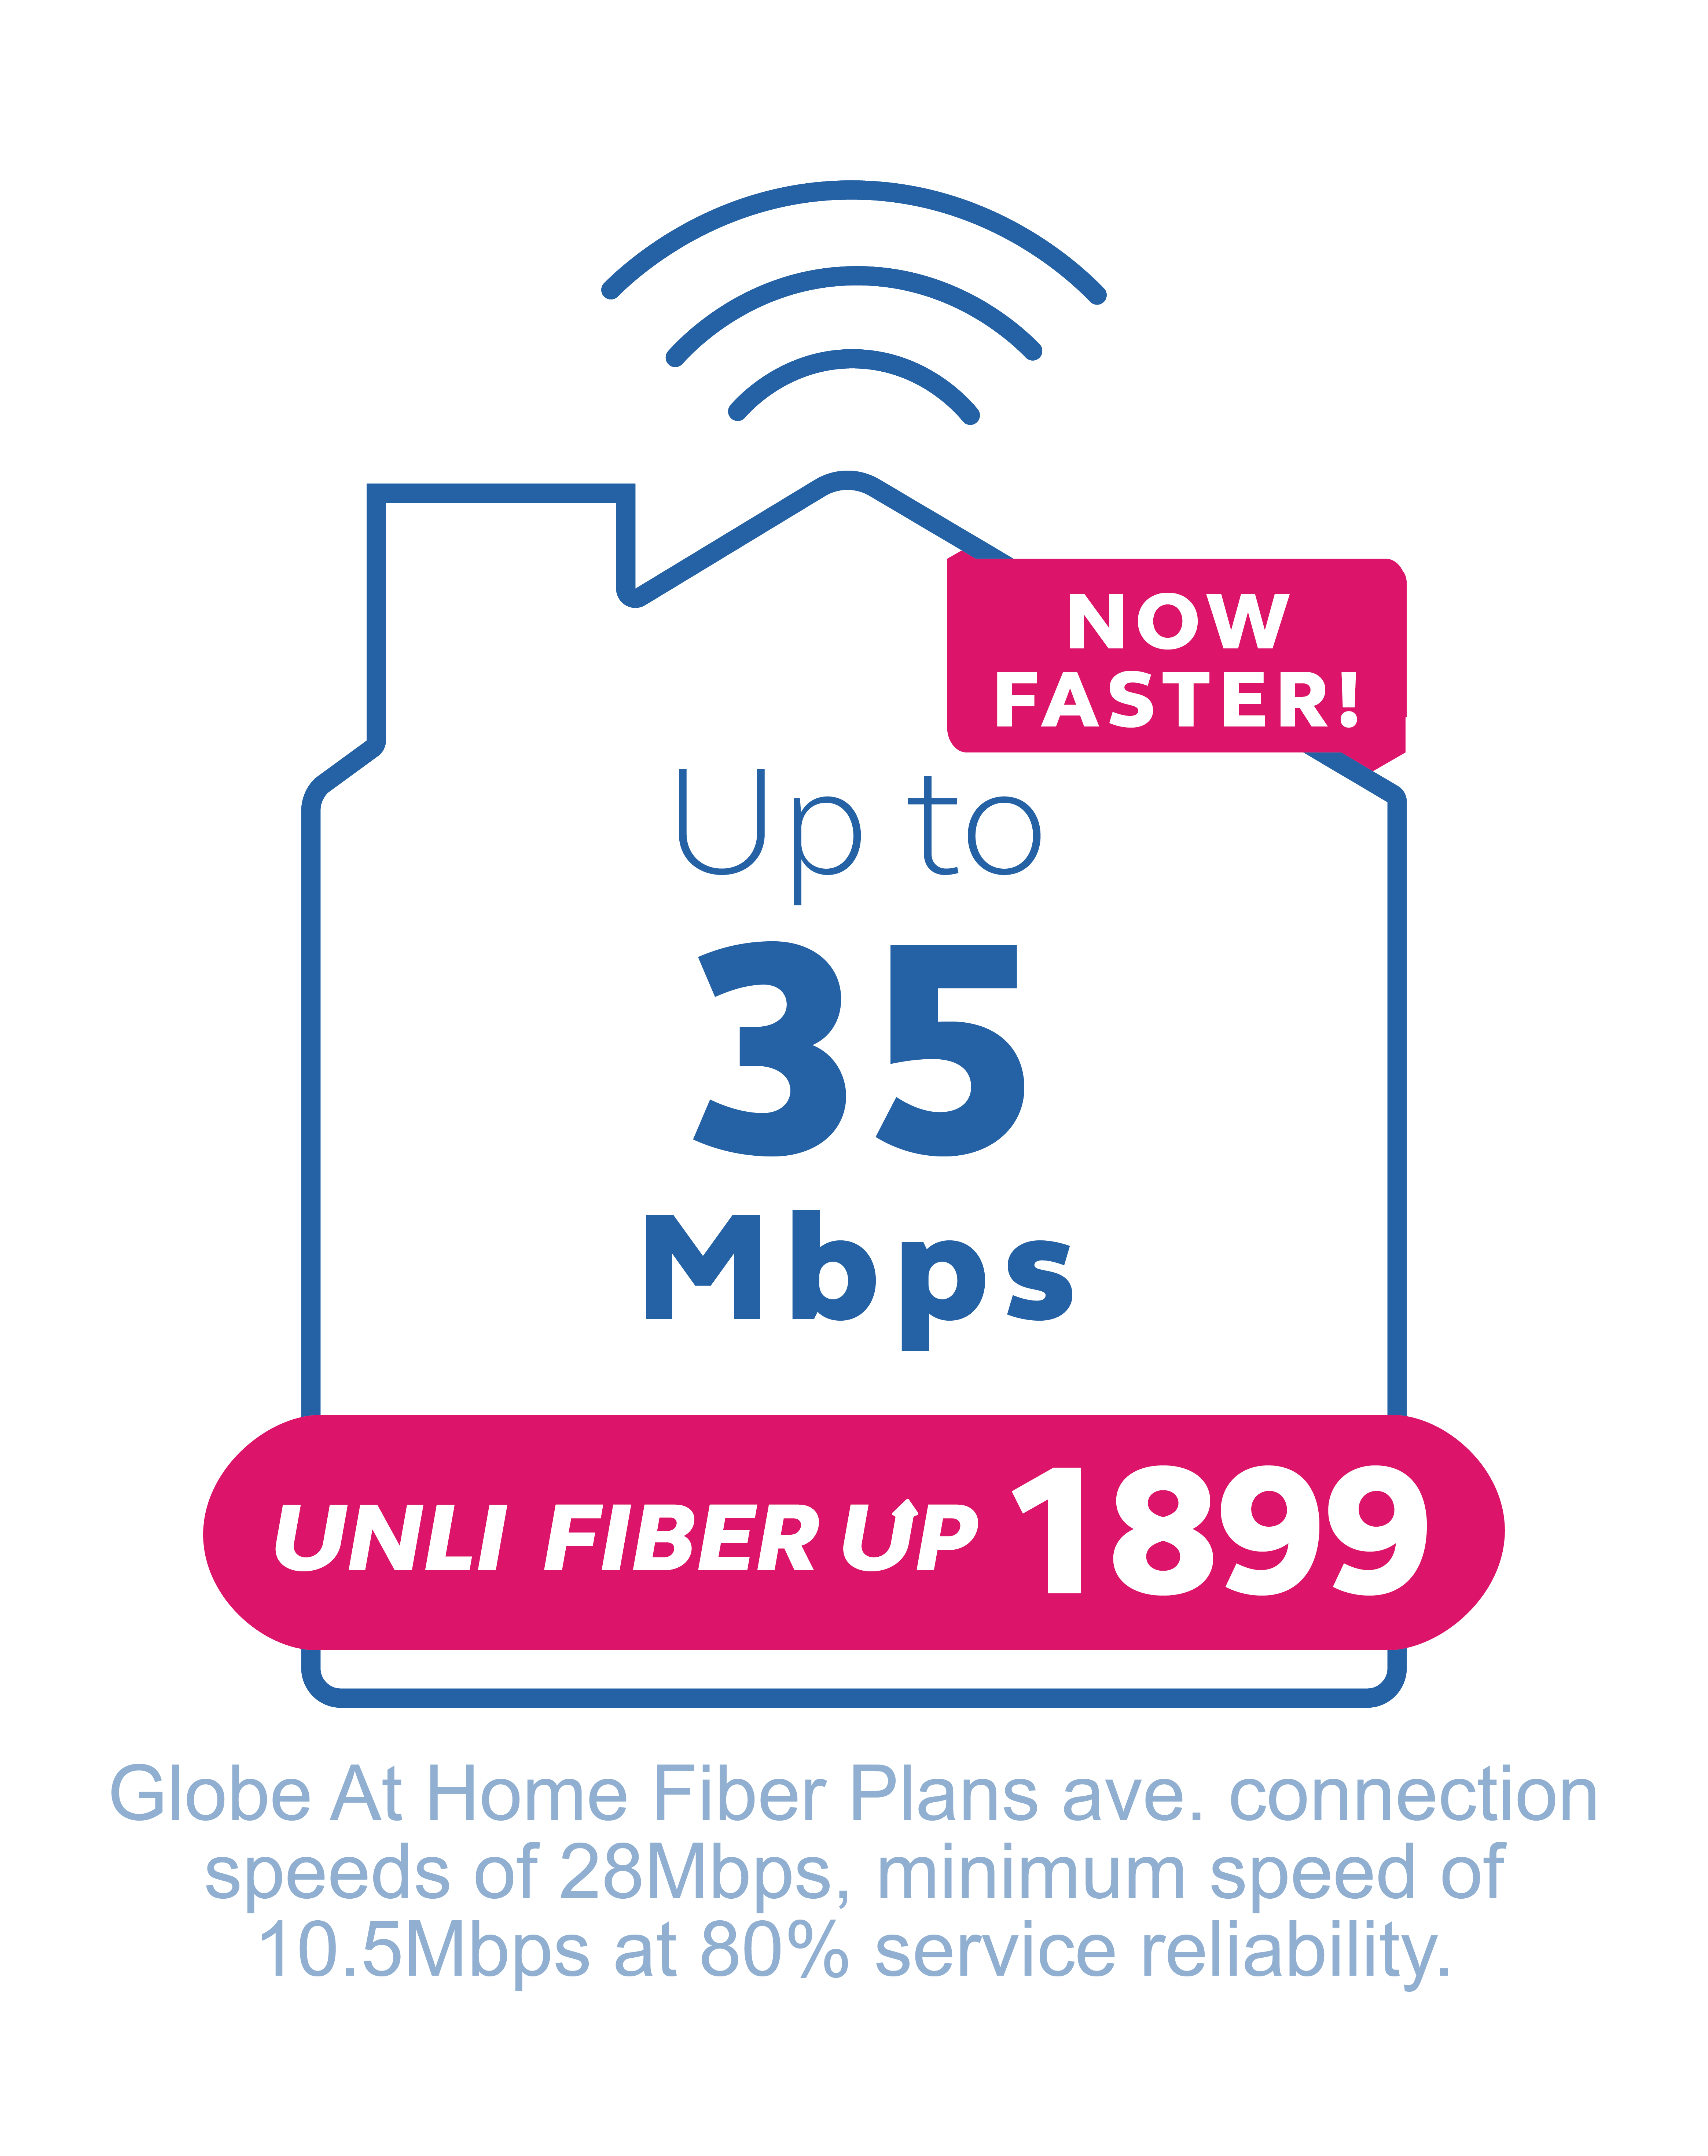 NOW
FASTER!
Up to
35
Mbps
UNLI FIBER UP 1899
Globe At Home Fiber Plans ave. connection
speeds of 28Mbps, minimum speed of
10.5Mbps at 80% service reliability.